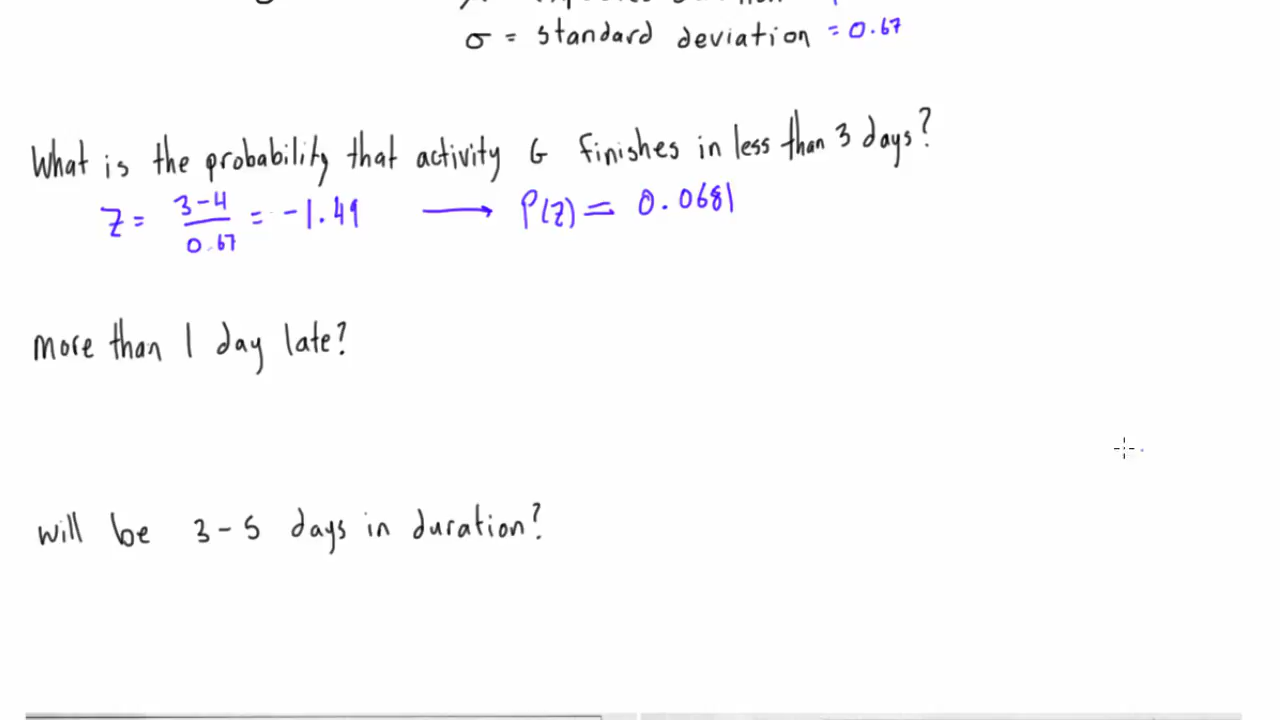 σ = standard deviation = 0.67
What is the probability that activity G finishes in less than 3 days?
Z = 3-4 / 0.67 = -1.49 → P(Z) = 0.0681
more than 1 day late?
will be 3-5 days in duration?